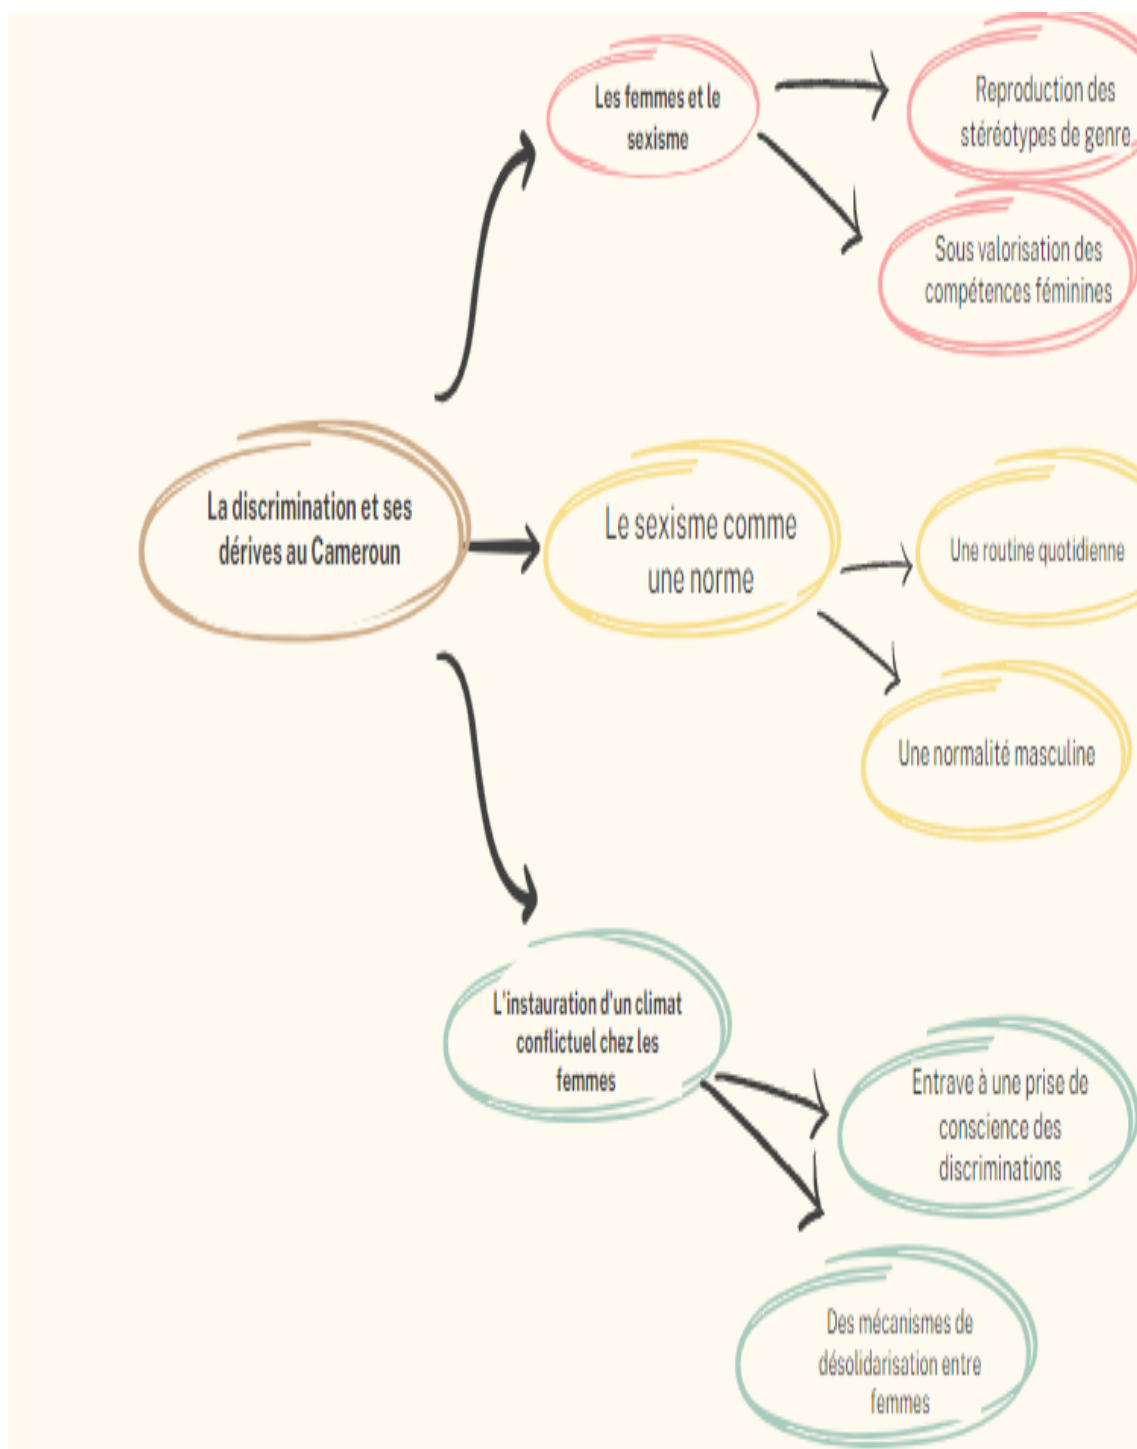 Les femmes et le
sexisme
Reproduction des
stéréotypes de genre
Sous valorisation des
compétences féminines
La discrimination et ses
dérives au Cameroun
Le sexisme comme
une norme
Une routine quotidienne
Une normalité masculine
L'instauration d'un climat
conflictuel chez les
femmes
Entrave à une prise de
conscience des
discriminations
Des mécanismes de
désolidarisation entre
femmes